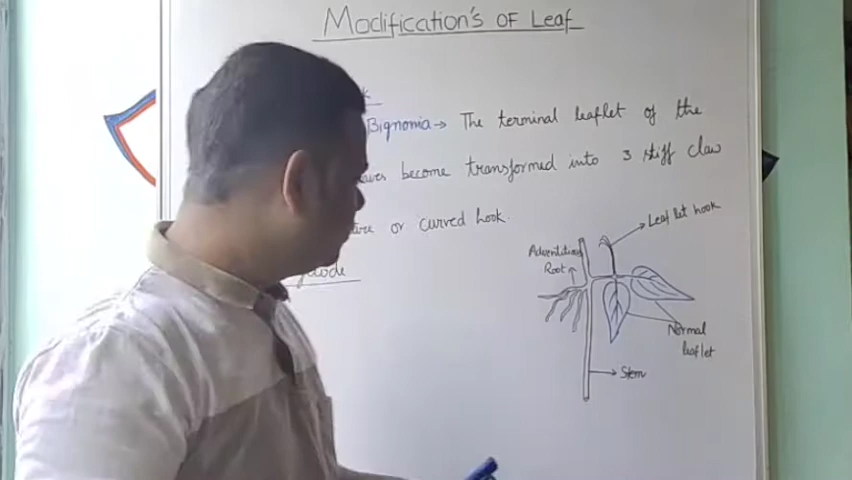 Modification's of Leaf
Bignonia → The terminal leaflet of the
become transformed into 3 stiff claw
or curved hook.
Leaf let hook
Adventitious
Root
Normal
leaflet
Stem